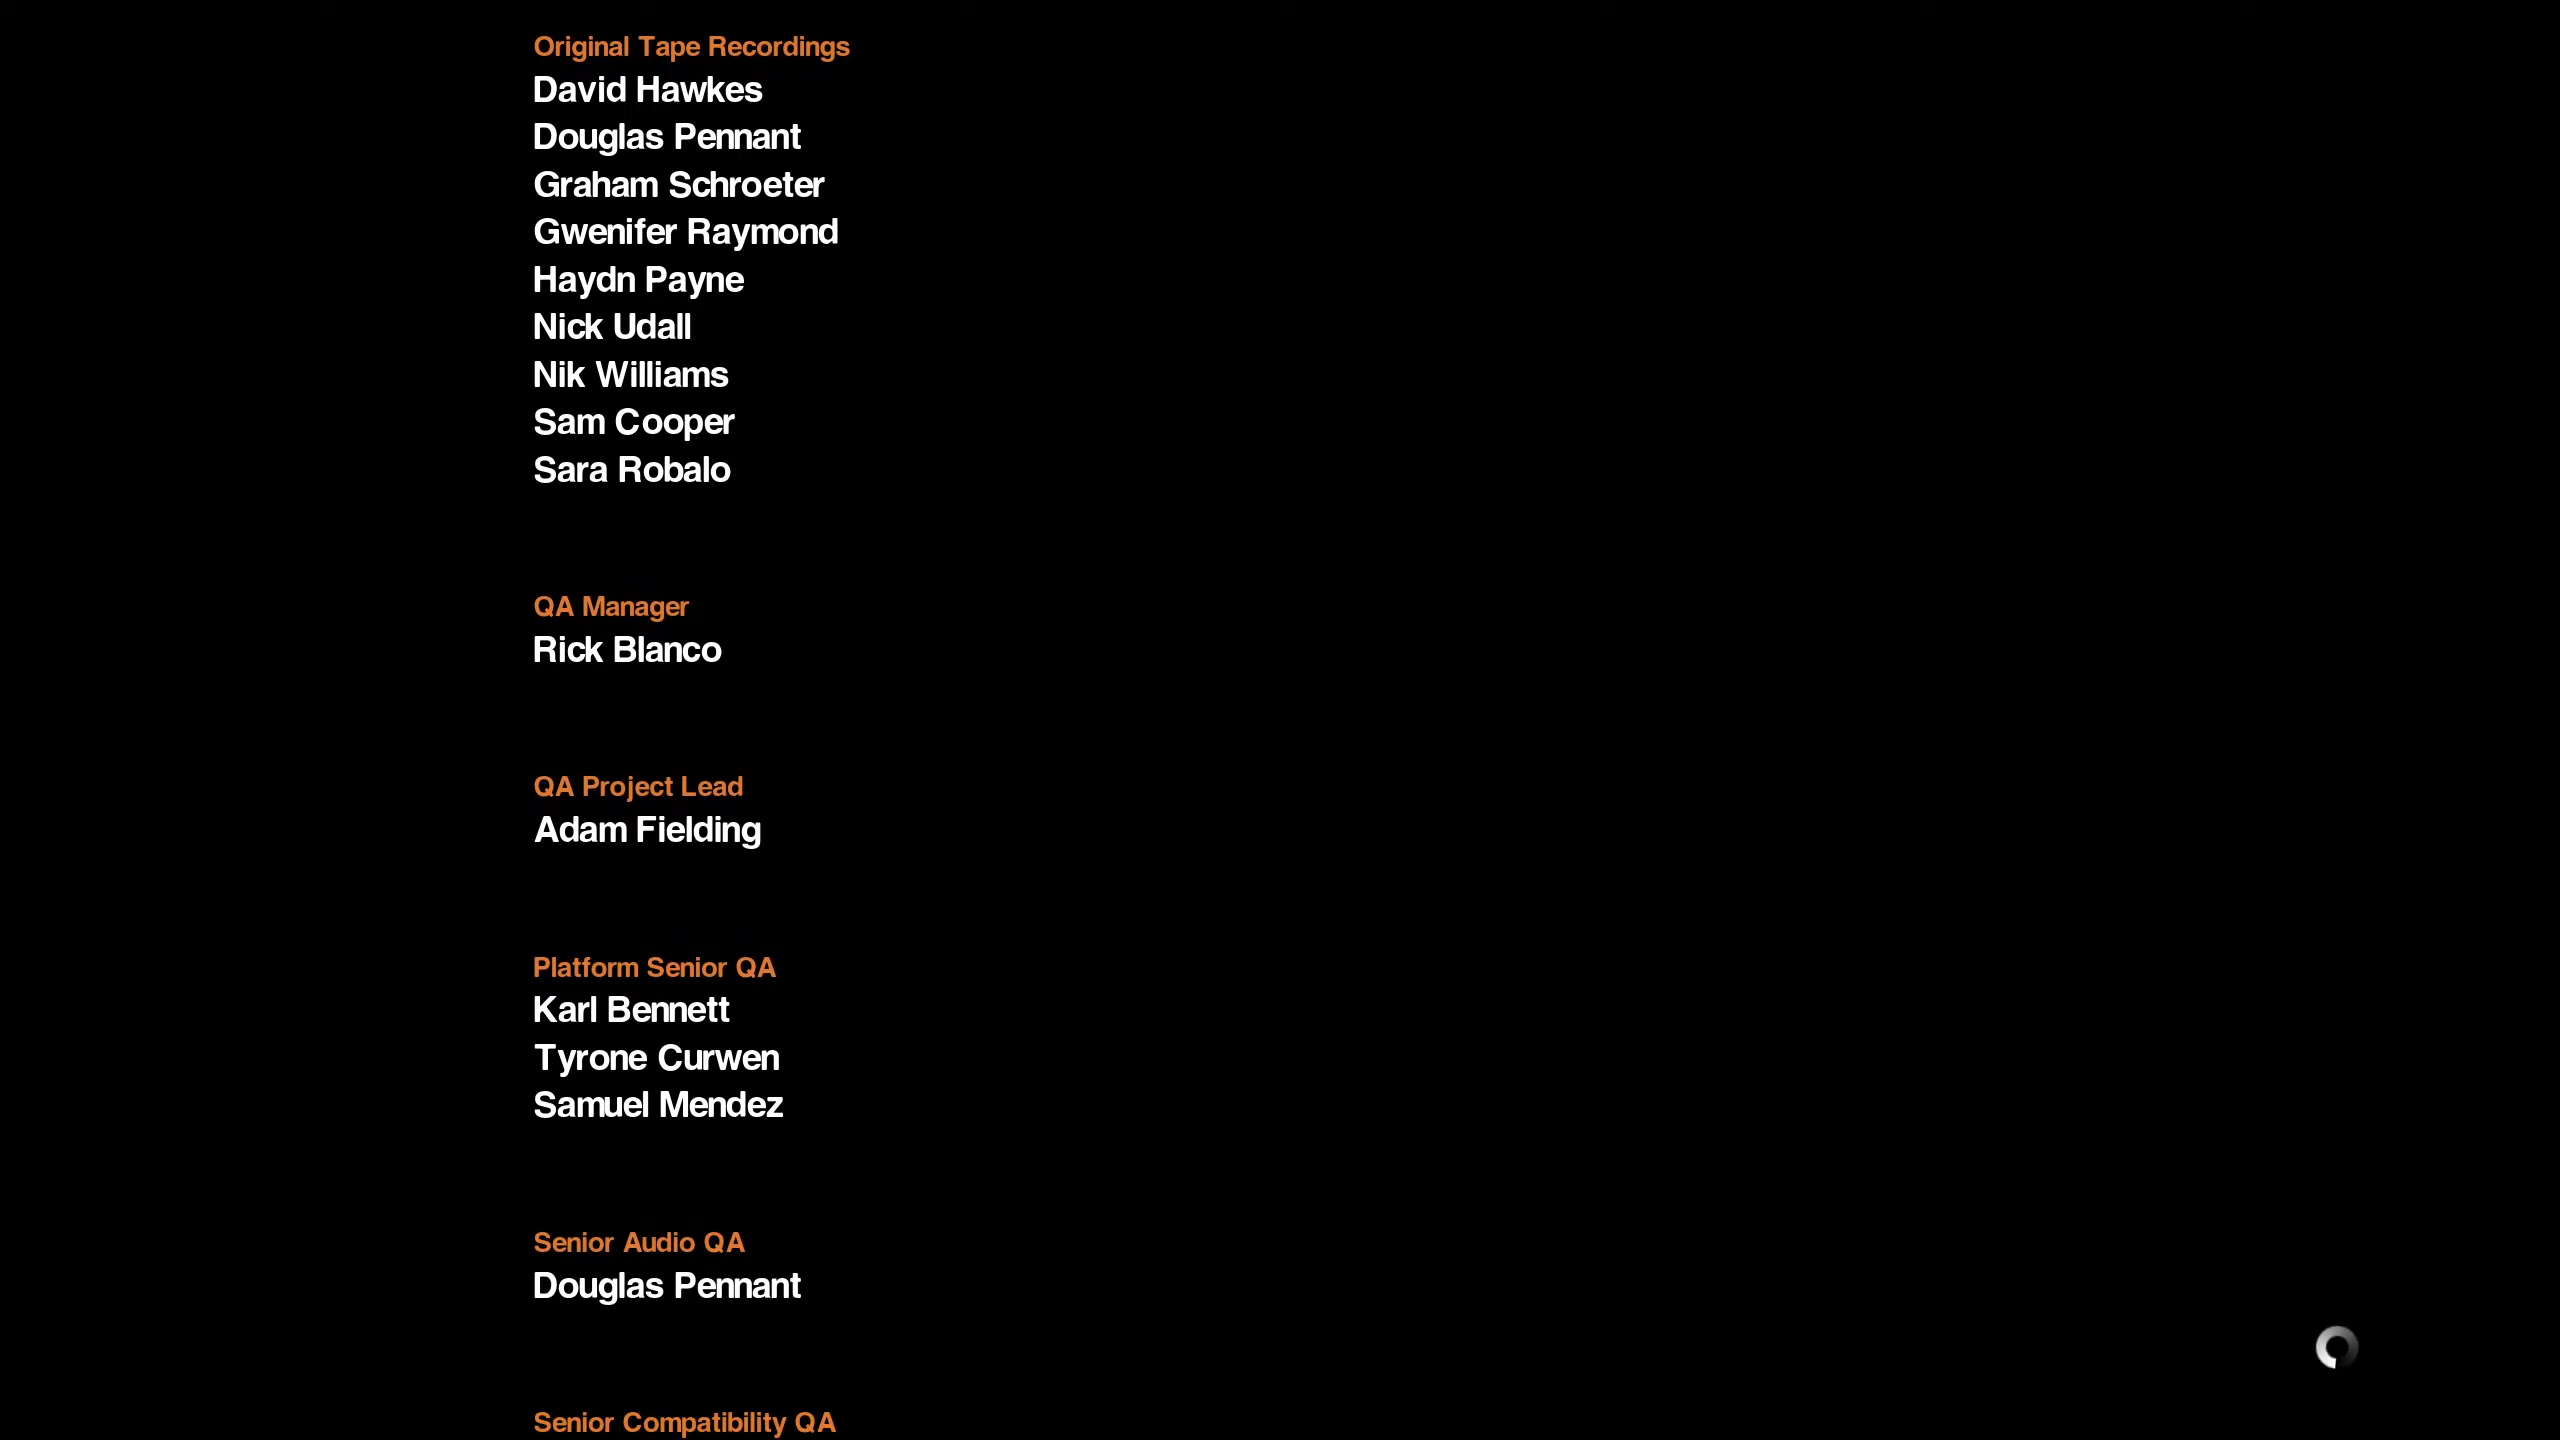 Original Tape Recordings
David Hawkes
Douglas Pennant
Graham Schroeter
Gwenifer Raymond
Haydn Payne
Nick Udall
Nik Williams
Sam Cooper
Sara Robalo
QA Manager
Rick Blanco
QA Project Lead
Adam Fielding
Platform Senior QA
Karl Bennett
Tyrone Curwen
Samuel Mendez
Senior Audio QA
Douglas Pennant
Senior Compatibility QA